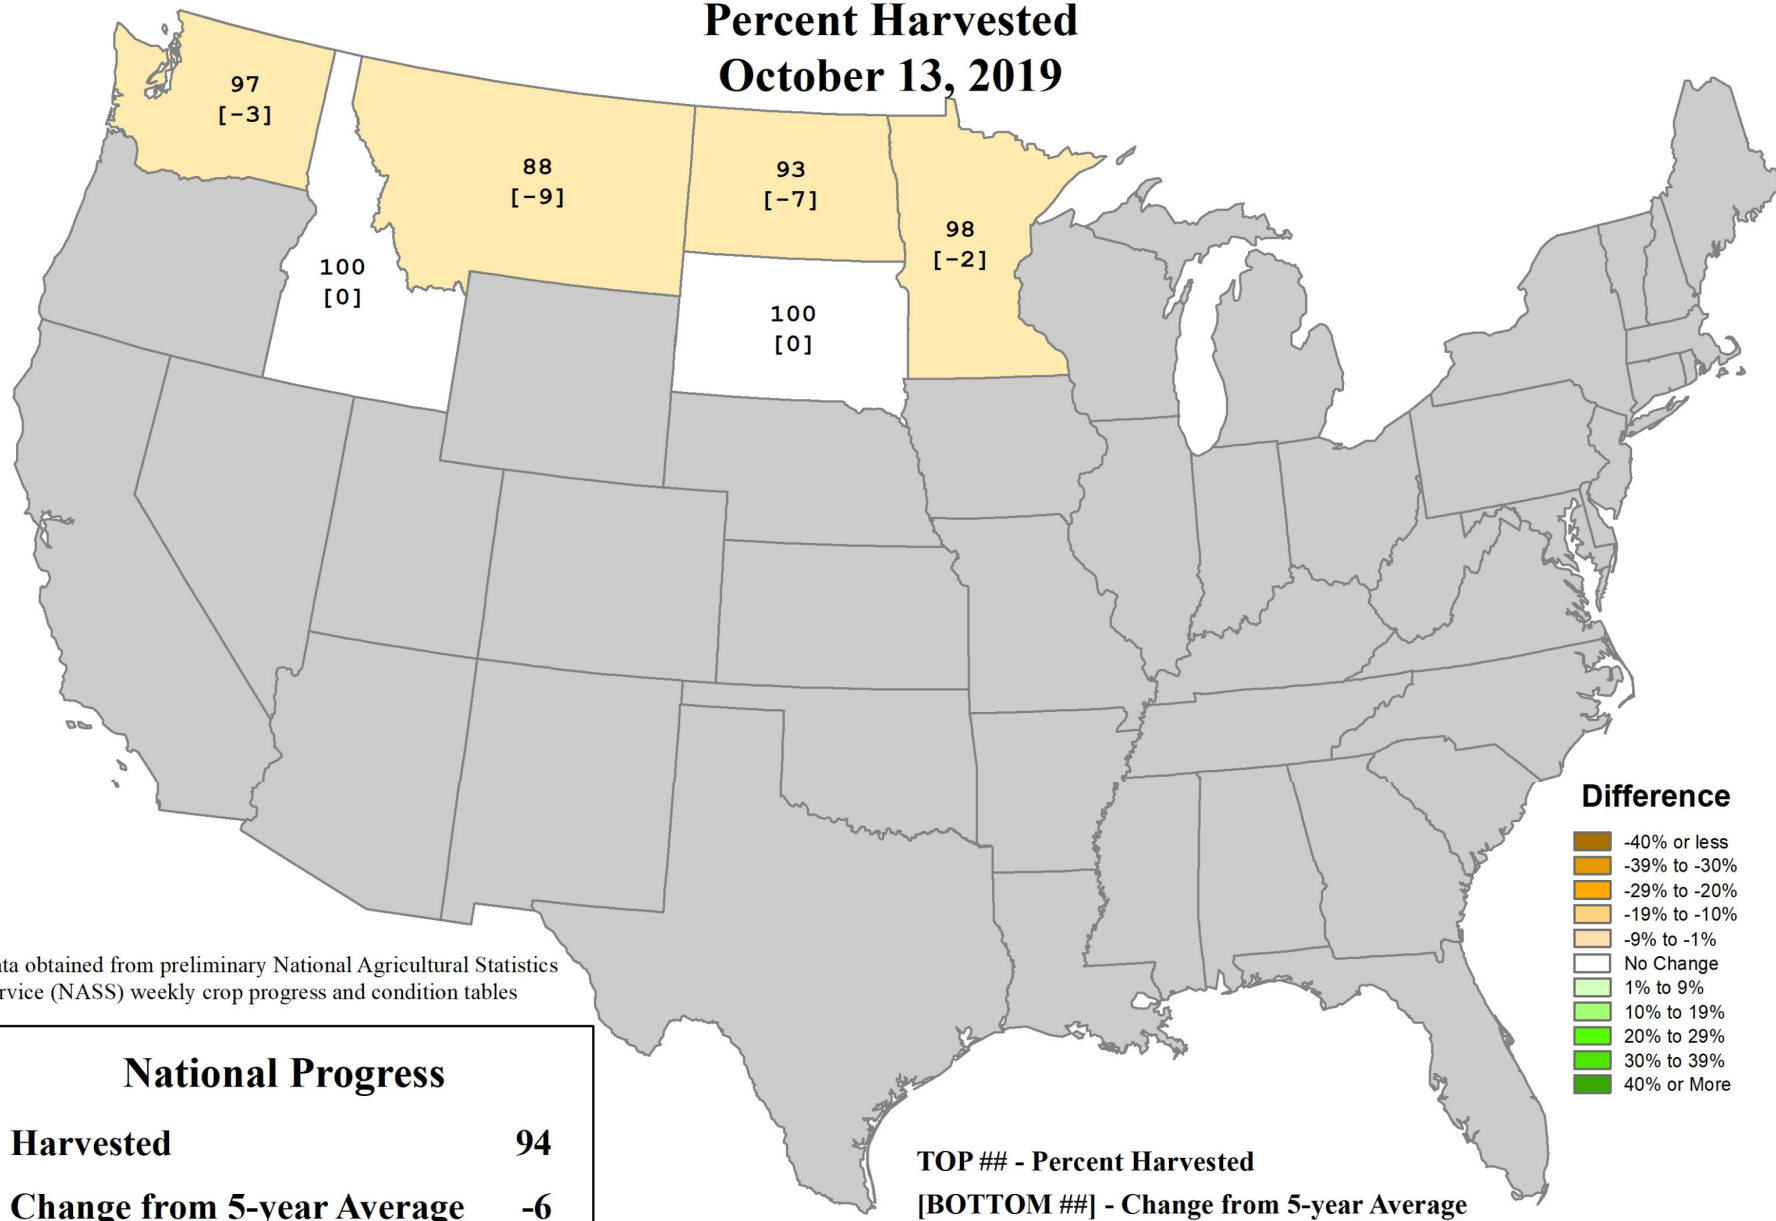 Percent Harvested
October 13, 2019
97
[-3]
88
[-9]
93
[-7]
98
[-2]
100
[0]
100
[0]
Difference
-40% or less
-39% to -30%
-29% to -20%
-19% to -10%
-9% to -1%
No Change
1% to 9%
10% to 19%
20% to 29%
30% to 39%
40% or More
ta obtained from preliminary National Agricultural Statistics
rvice (NASS) weekly crop progress and condition tables
National Progress
Harvested 94
Change from 5-year Average -6
TOP ## - Percent Harvested
[BOTTOM ##] - Change from 5-year Average